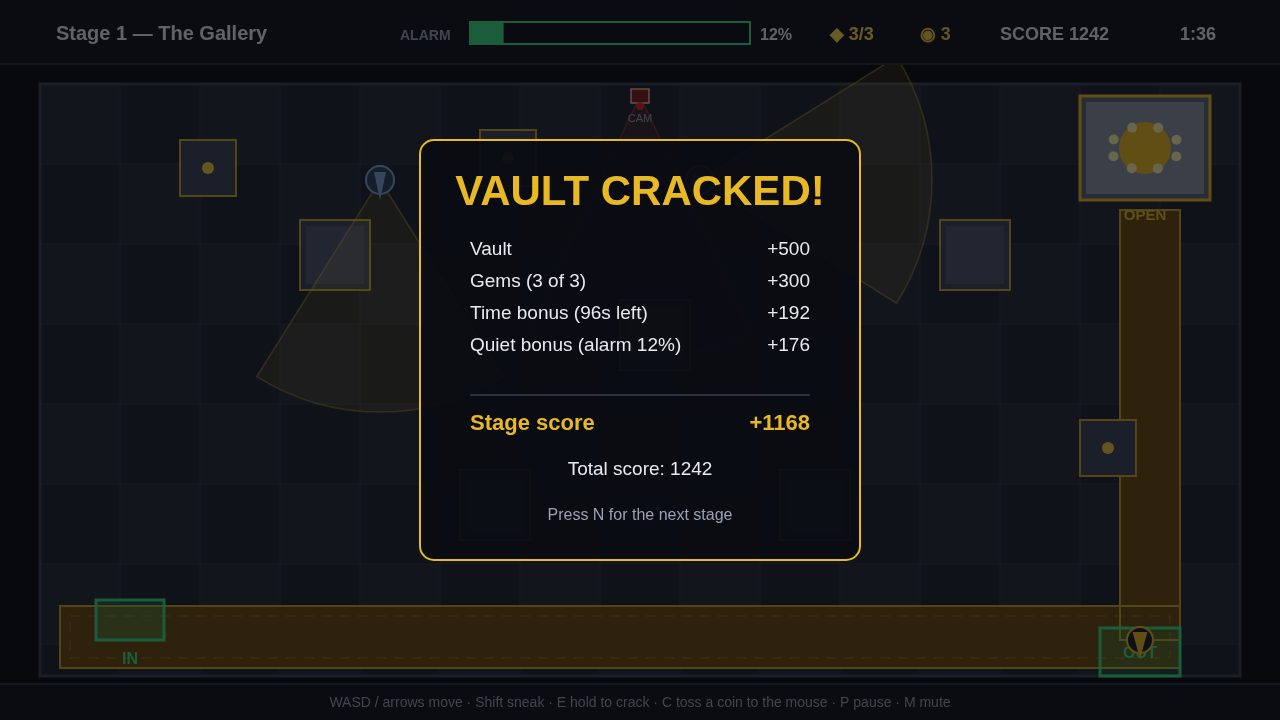 Stage 1 — The Gallery
ALARM 12% ◆ 3/3 ◉ 3 SCORE 1242 1:36
CAM
OPEN
VAULT CRACKED!
Vault +500
Gems (3 of 3) +300
Time bonus (96s left) +192
Quiet bonus (alarm 12%) +176
Stage score +1168
Total score: 1242
Press N for the next stage
IN
OUT
WASD / arrows move · Shift sneak · E hold to crack · C toss a coin to the mouse · P pause · M mute